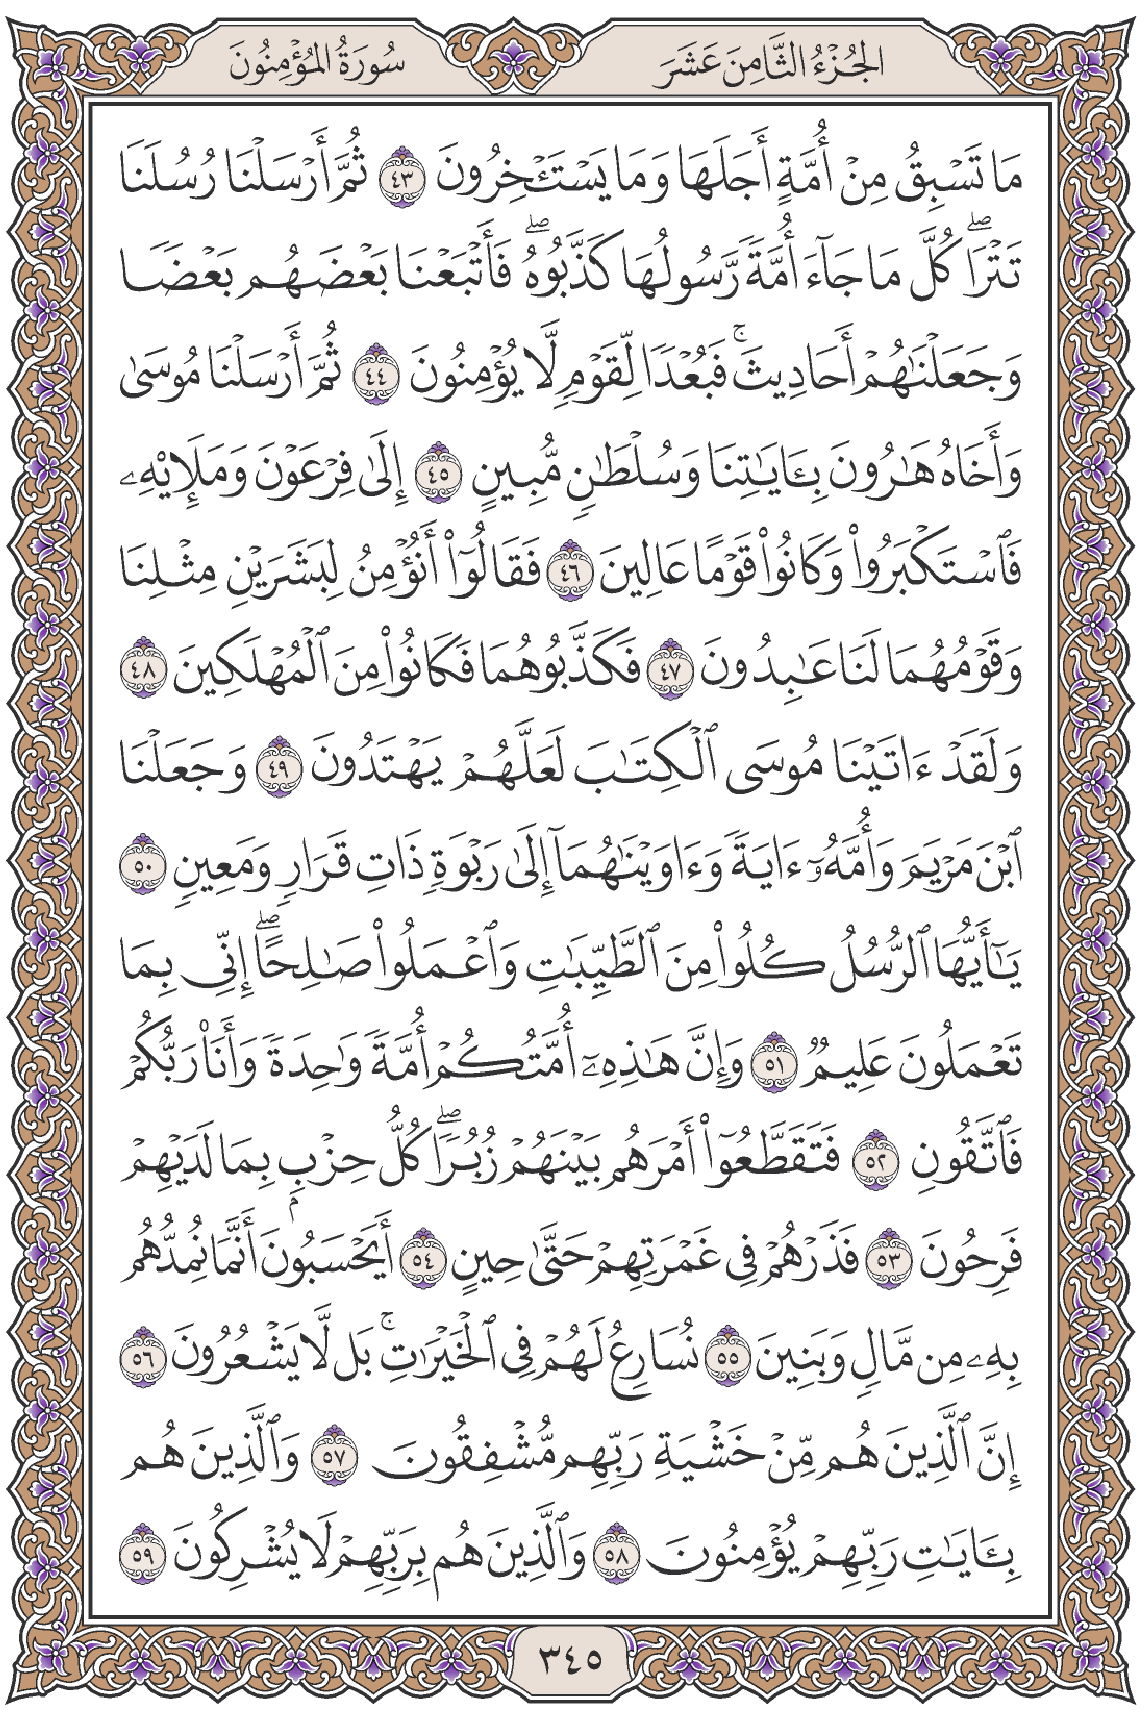 الجُزْءُ الثَّامِنَ عَشَرَ
سُورَةُ المُؤْمِنُونَ
مَا تَسْبِقُ مِنْ أُمَّةٍ أَجَلَهَا وَمَا يَسْتَـْٔخِرُونَ ٤٣ ثُمَّ أَرْسَلْنَا رُسُلَنَا
تَتْرَاۖ كُلَّ مَا جَآءَ أُمَّةً رَّسُولُهَا كَذَّبُوهُۖ فَأَتْبَعْنَا بَعْضَهُم بَعْضًا
وَجَعَلْنَٰهُمْ أَحَادِيثَۚ فَبُعْدًا لِّقَوْمٍ لَّا يُؤْمِنُونَ ٤٤ ثُمَّ أَرْسَلْنَا مُوسَىٰ
وَأَخَاهُ هَٰرُونَ بِـَٔايَٰتِنَا وَسُلْطَٰنٍ مُّبِينٍ ٤٥ إِلَىٰ فِرْعَوْنَ وَمَلَإِي۟هِۦ
فَٱسْتَكْبَرُوا۟ وَكَانُوا۟ قَوْمًا عَالِينَ ٤٦ فَقَالُوٓا۟ أَنُؤْمِنُ لِبَشَرَيْنِ مِثْلِنَا
وَقَوْمُهُمَا لَنَا عَٰبِدُونَ ٤٧ فَكَذَّبُوهُمَا فَكَانُوا۟ مِنَ ٱلْمُهْلَكِينَ ٤٨
وَلَقَدْ ءَاتَيْنَا مُوسَى ٱلْكِتَٰبَ لَعَلَّهُمْ يَهْتَدُونَ ٤٩ وَجَعَلْنَا
ٱبْنَ مَرْيَمَ وَأُمَّهُۥٓ ءَايَةً وَءَاوَيْنَٰهُمَآ إِلَىٰ رَبْوَةٍ ذَاتِ قَرَارٍ وَمَعِينٍ ٥٠
يَٰٓأَيُّهَا ٱلرُّسُلُ كُلُوا۟ مِنَ ٱلطَّيِّبَٰتِ وَٱعْمَلُوا۟ صَٰلِحًاۖ إِنِّى بِمَا
تَعْمَلُونَ عَلِيمٌ ٥١ وَإِنَّ هَٰذِهِۦٓ أُمَّتُكُمْ أُمَّةً وَٰحِدَةً وَأَنَا۠ رَبُّكُمْ
فَٱتَّقُونِ ٥٢ فَتَقَطَّعُوٓا۟ أَمْرَهُم بَيْنَهُمْ زُبُرًاۖ كُلُّ حِزْبٍۭ بِمَا لَدَيْهِمْ
فَرِحُونَ ٥٣ فَذَرْهُمْ فِى غَمْرَتِهِمْ حَتَّىٰ حِينٍ ٥٤ أَيَحْسَبُونَ أَنَّمَا نُمِدُّهُم
بِهِۦ مِن مَّالٍ وَبَنِينَ ٥٥ نُسَارِعُ لَهُمْ فِى ٱلْخَيْرَٰتِۚ بَل لَّا يَشْعُرُونَ ٥٦
إِنَّ ٱلَّذِينَ هُم مِّنْ خَشْيَةِ رَبِّهِم مُّشْفِقُونَ ٥٧ وَٱلَّذِينَ هُم
بِـَٔايَٰتِ رَبِّهِمْ يُؤْمِنُونَ ٥٨ وَٱلَّذِينَ هُم بِرَبِّهِمْ لَا يُشْرِكُونَ ٥٩
٣٤٥